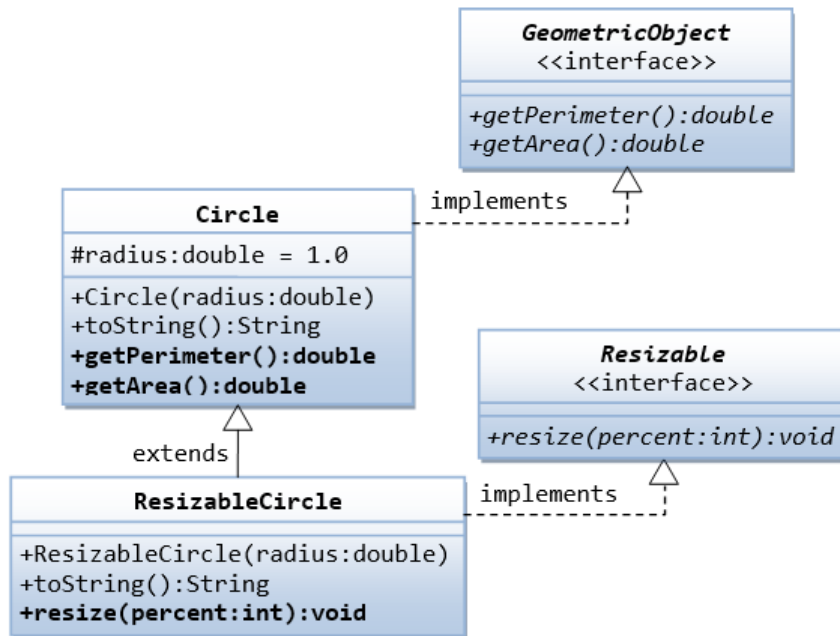 GeometricObject
<<interface>>
+getPerimeter():double
+getArea():double
implements
Circle
#radius:double = 1.0
+Circle(radius:double)
+toString():String
+getPerimeter():double
+getArea():double
Resizable
<<interface>>
+resize(percent:int):void
extends
implements
ResizableCircle
+ResizableCircle(radius:double)
+toString():String
+resize(percent:int):void